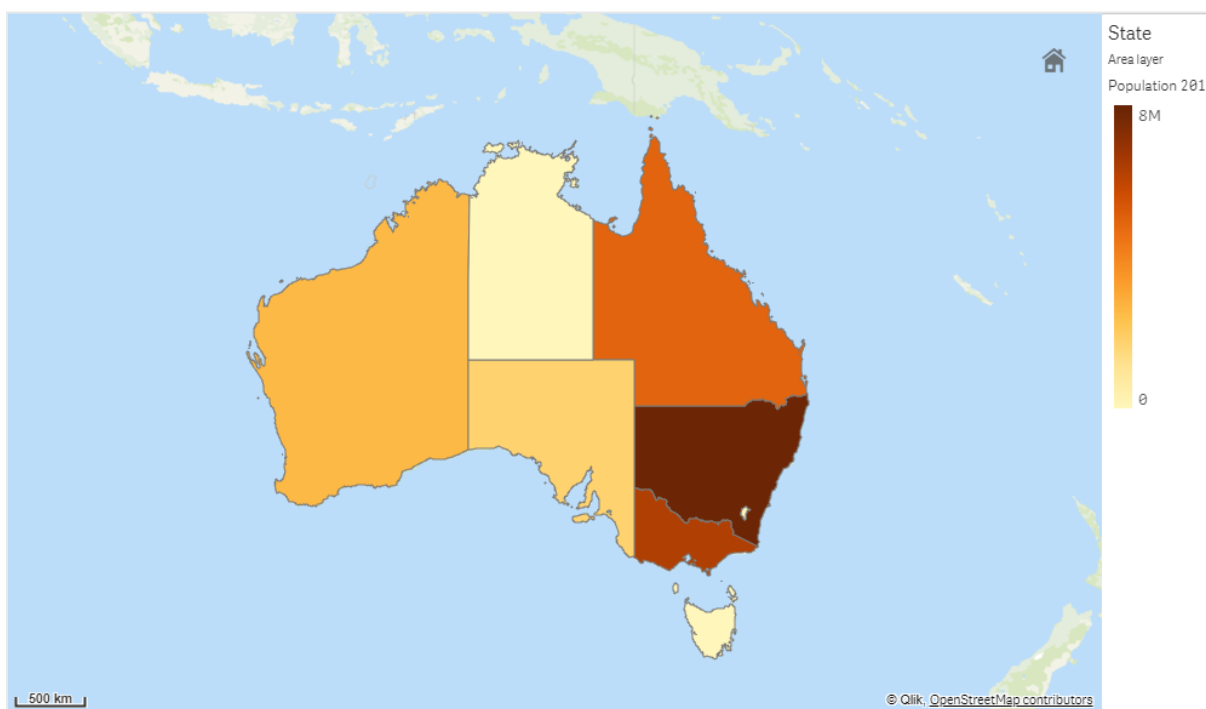 State
Area layer
Population 201
8M
0
500 km
© Qlik, OpenStreetMap contributors